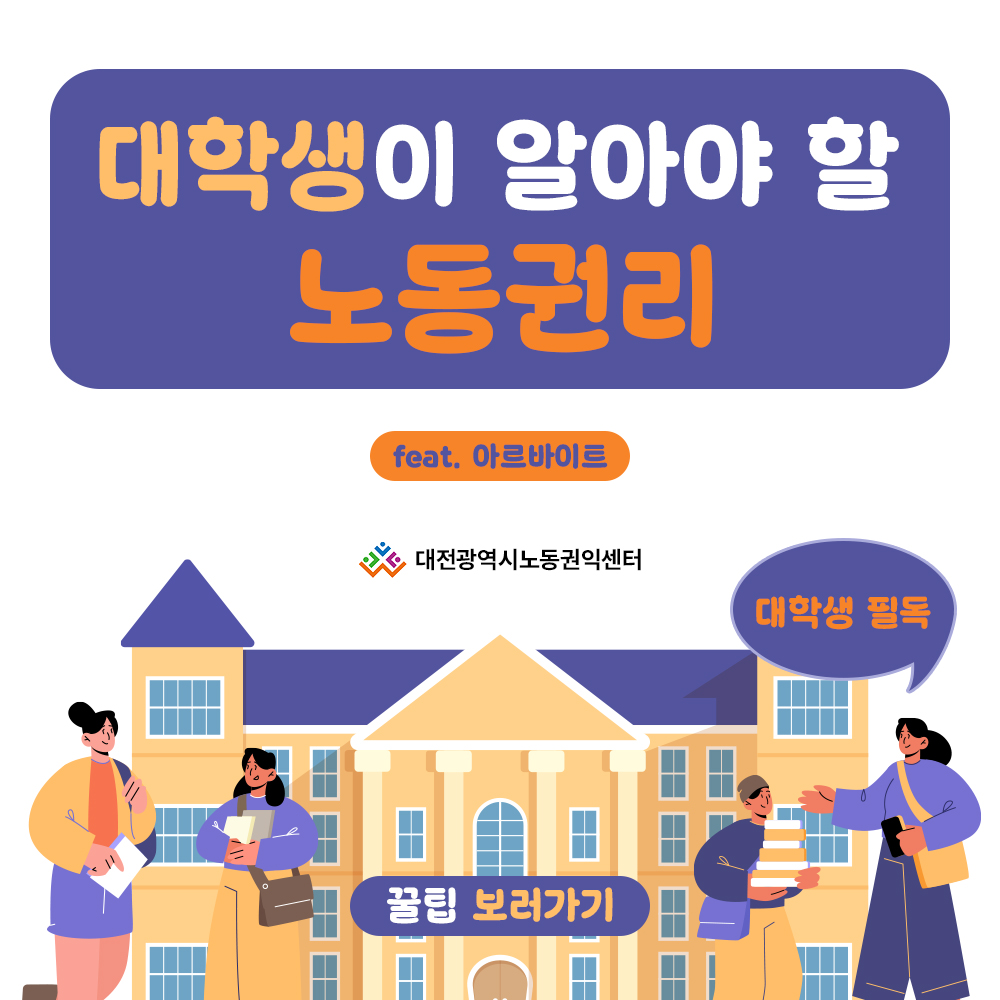 대학생이 알아야 할
노동권리
feat. 아르바이트
대전광역시노동권익센터
대학생 필독
꿀팁 보러가기